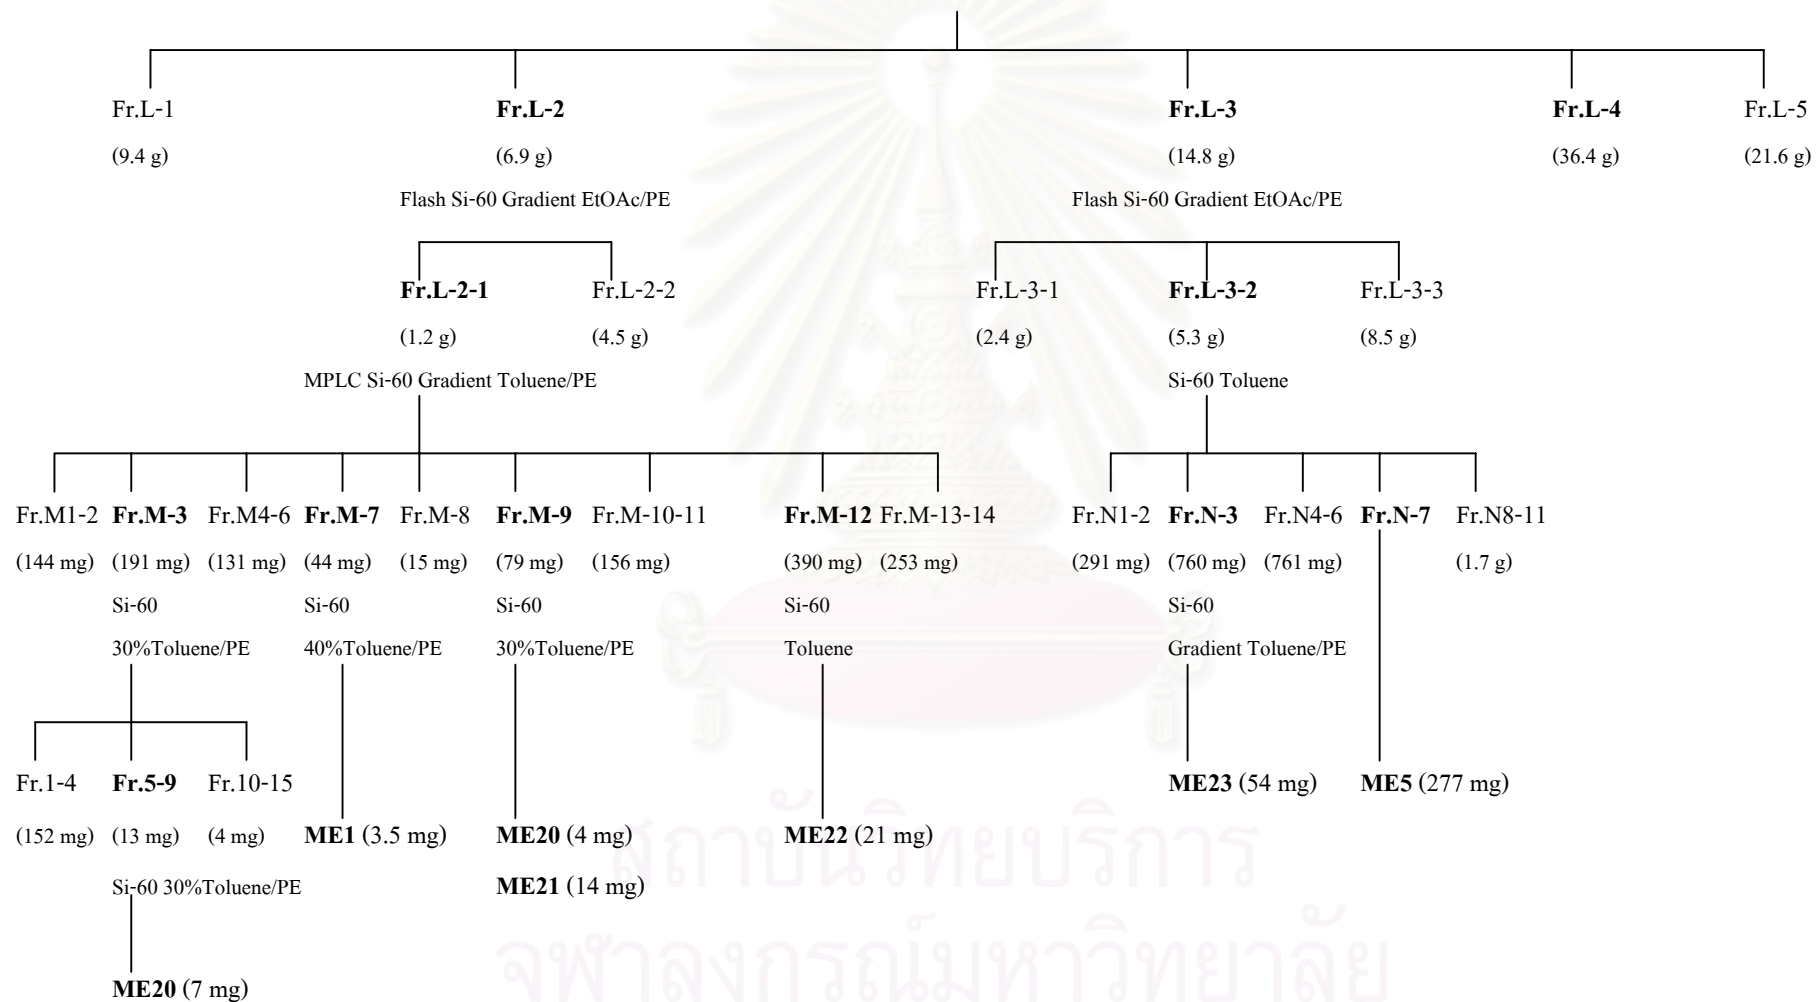 Fr.L-1 Fr.L-2 Fr.L-3 Fr.L-4 Fr.L-5
(9.4 g) (6.9 g) (14.8 g) (36.4 g) (21.6 g)
Flash Si-60 Gradient EtOAc/PE Flash Si-60 Gradient EtOAc/PE
Fr.L-2-1 Fr.L-2-2 Fr.L-3-1 Fr.L-3-2 Fr.L-3-3
(1.2 g) (4.5 g) (2.4 g) (5.3 g) (8.5 g)
MPLC Si-60 Gradient Toluene/PE Si-60 Toluene
Fr.M1-2 Fr.M-3 Fr.M4-6 Fr.M-7 Fr.M-8 Fr.M-9 Fr.M-10-11 Fr.M-12 Fr.M-13-14 Fr.N1-2 Fr.N-3 Fr.N4-6 Fr.N-7 Fr.N8-11
(144 mg) (191 mg) (131 mg) (44 mg) (15 mg) (79 mg) (156 mg) (390 mg) (253 mg) (291 mg) (760 mg) (761 mg) (1.7 g)
Si-60 Si-60 Si-60 Si-60 Si-60
30%Toluene/PE 40%Toluene/PE 30%Toluene/PE Toluene Gradient Toluene/PE
Fr.1-4 Fr.5-9 Fr.10-15 ME23 (54 mg) ME5 (277 mg)
(152 mg) (13 mg) (4 mg) ME1 (3.5 mg) ME20 (4 mg) ME22 (21 mg)
Si-60 30%Toluene/PE ME21 (14 mg)
สถาบันวิทยบริการ
จุฬาลงกรณ์มหาวิทยาลัย
ME20 (7 mg)